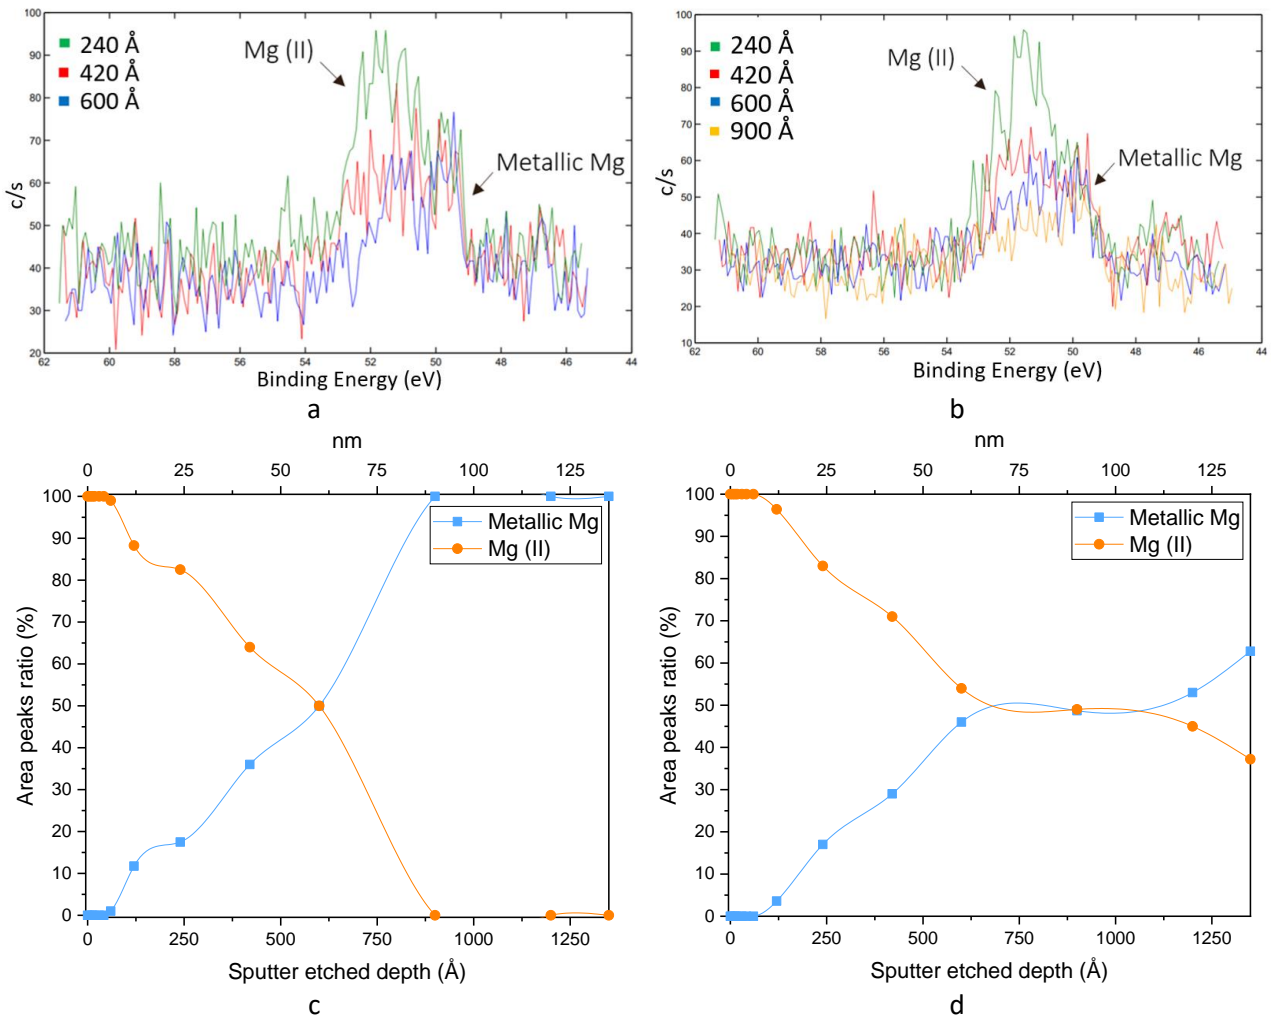 100
90
80
70
60
50
40
30
20
c/s
240 Å
420 Å
600 Å
Mg (II)
Metallic Mg
62 60 58 56 54 52 50 48 46 44
Binding Energy (eV)
a
100
90
80
70
60
50
40
30
20
10
c/s
240 Å
420 Å
600 Å
900 Å
Mg (II)
Metallic Mg
62 60 58 56 54 52 50 48 46 44
Binding Energy (eV)
b
nm
0 25 50 75 100 125
100
90
80
70
60
50
40
30
20
10
0
Area peaks ratio (%)
Metallic Mg
Mg (II)
0 250 500 750 1000 1250
Sputter etched depth (Å)
c
nm
0 25 50 75 100 125
100
90
80
70
60
50
40
30
20
10
0
Area peaks ratio (%)
Metallic Mg
Mg (II)
0 250 500 750 1000 1250
Sputter etched depth (Å)
d